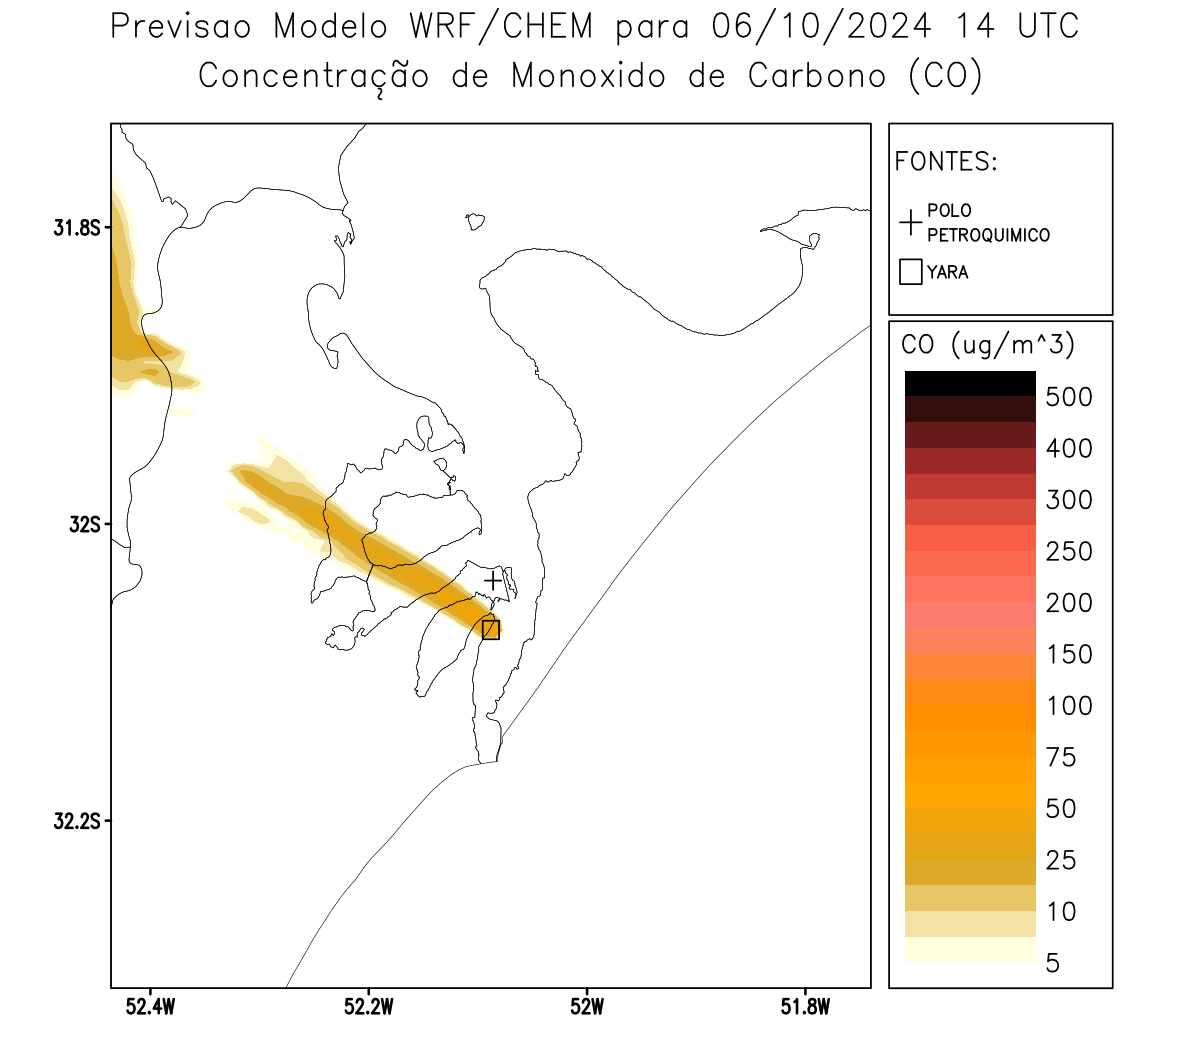 Previsao Modelo WRF/CHEM para 06/10/2024 14 UTC
Concentração de Monoxido de Carbono (CO)
FONTES:
POLO
PETROQUIMICO
YARA
CO (ug/m^3)
500
400
300
250
200
150
100
75
50
25
10
5
31.8S
32S
32.2S
52.4W
52.2W
52W
51.8W